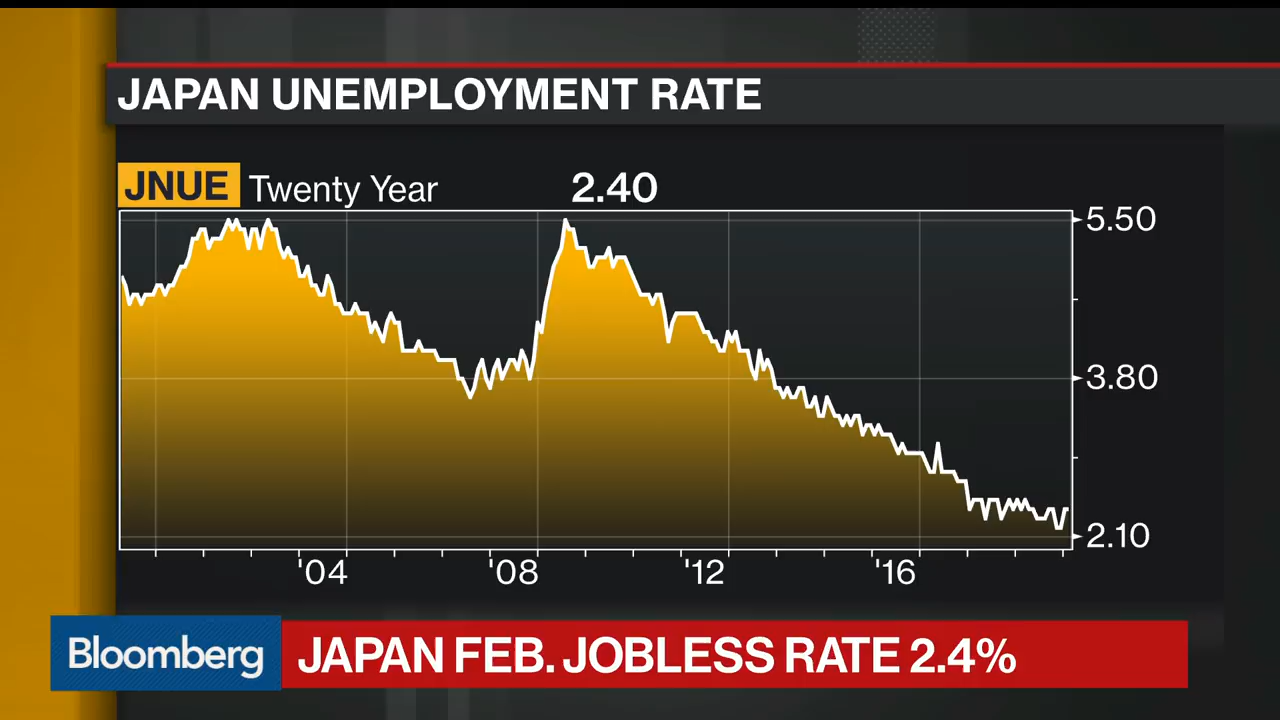 JAPAN UNEMPLOYMENT RATE
JNUE Twenty Year 2.40
5.50
3.80
2.10
'04 '08 '12 '16
Bloomberg JAPAN FEB. JOBLESS RATE 2.4%